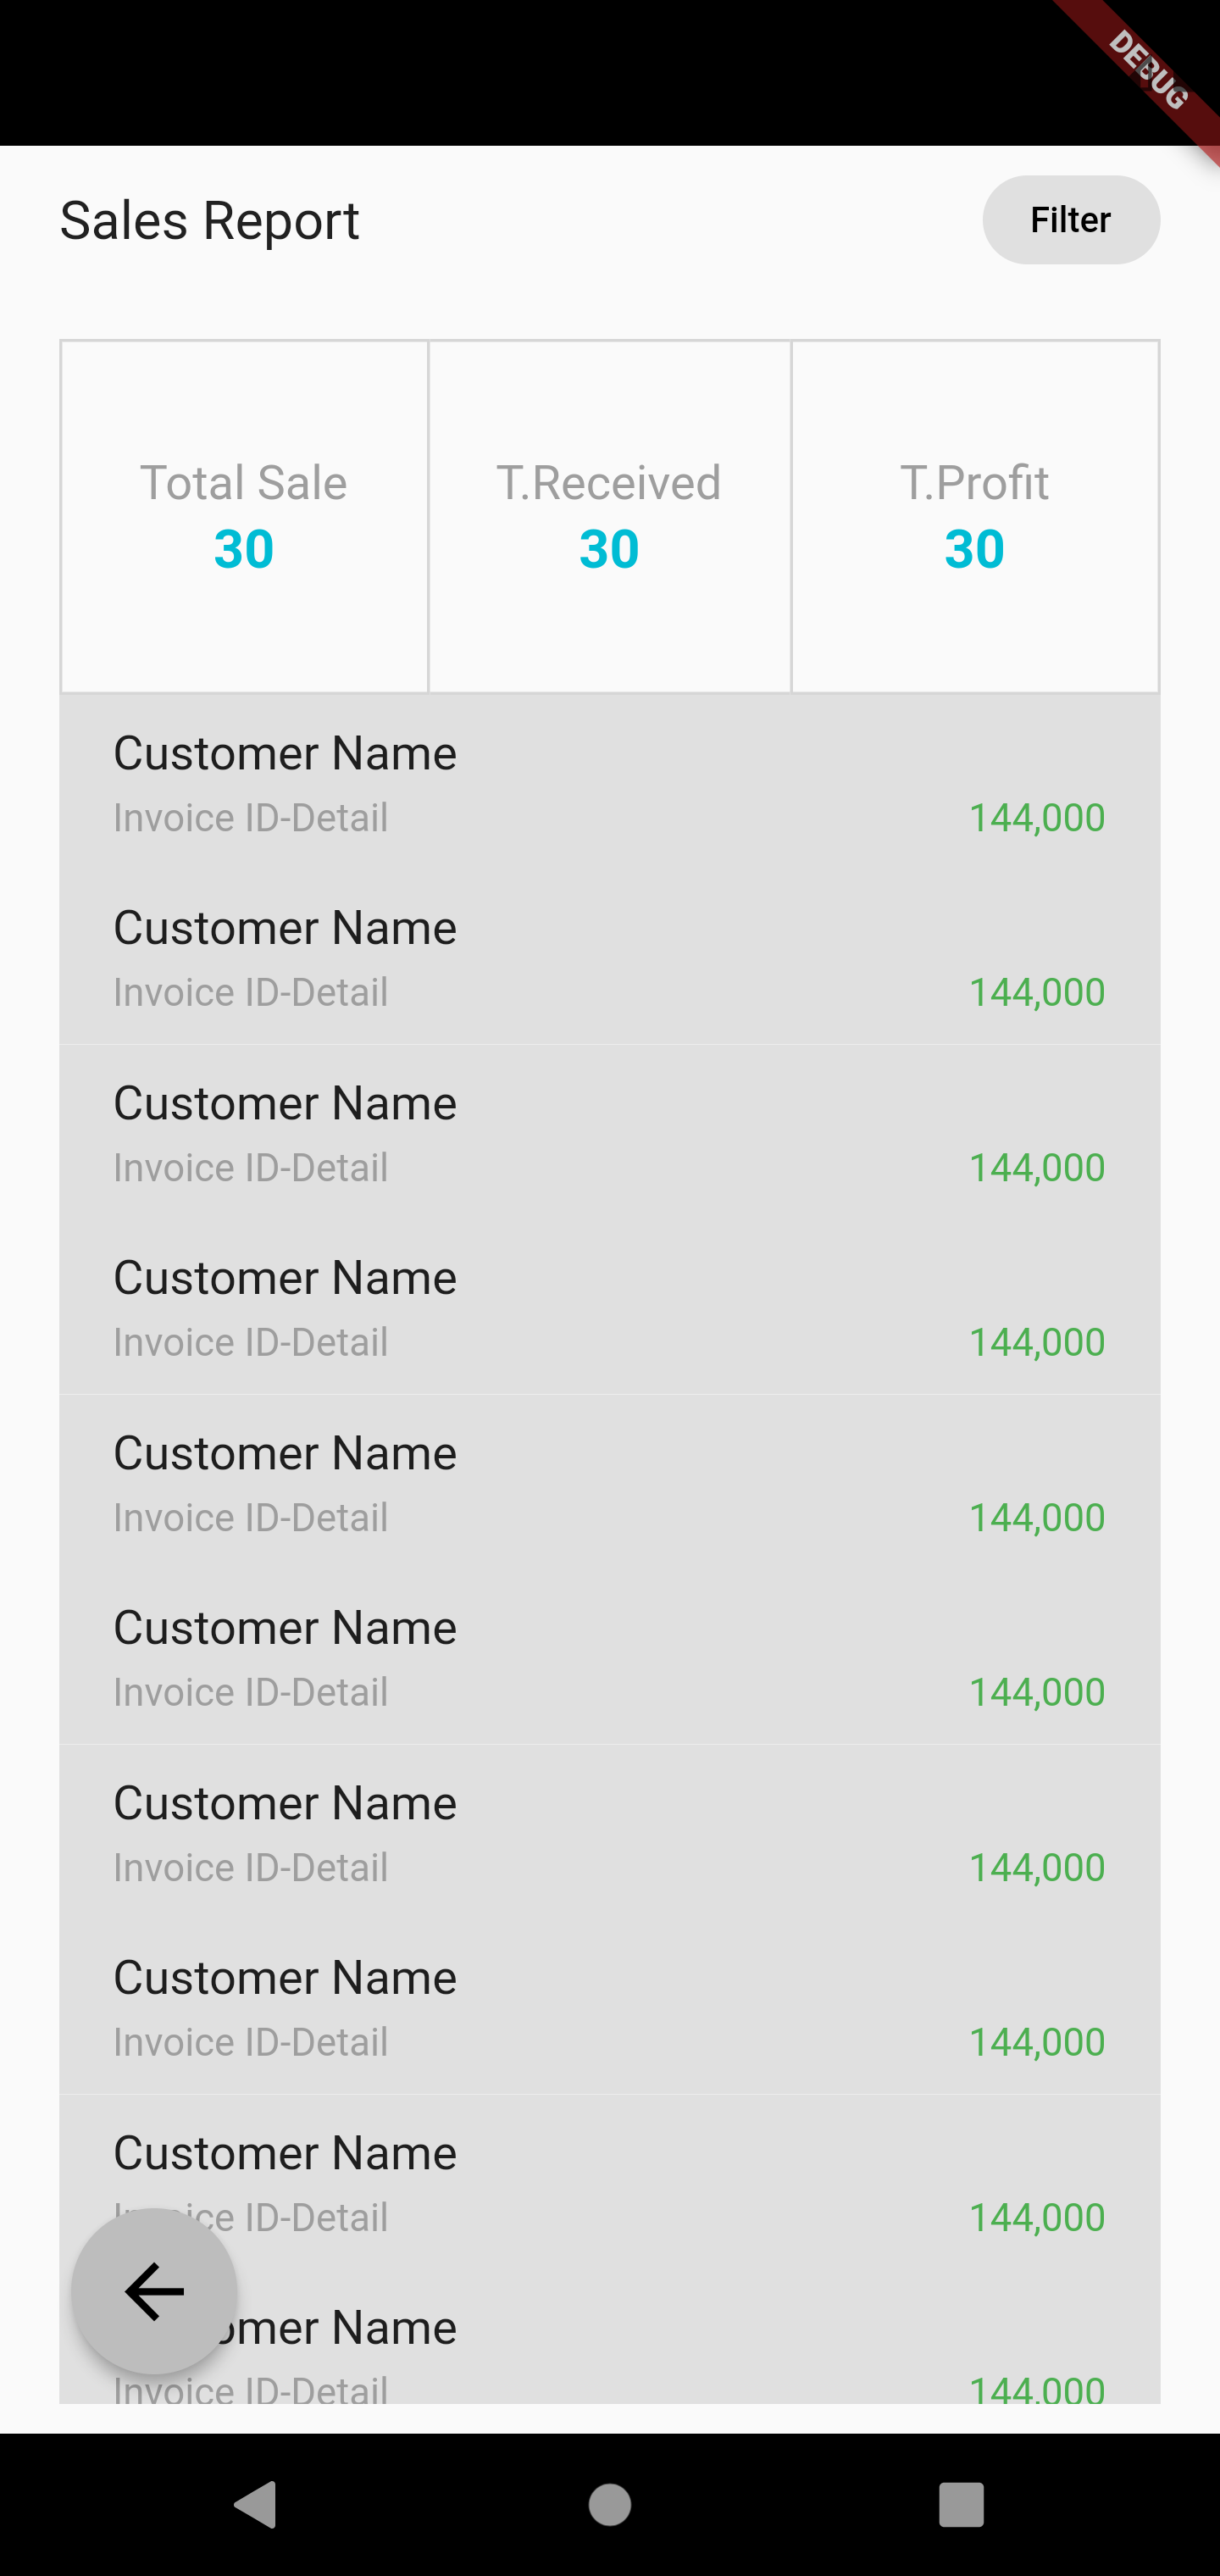 DEBUG
Sales Report
Filter
Total Sale
T.Received
T.Profit
30
30
30
Customer Name
Invoice ID-Detail
144,000
Customer Name
Invoice ID-Detail
144,000
Customer Name
Invoice ID-Detail
144,000
Customer Name
Invoice ID-Detail
144,000
Customer Name
Invoice ID-Detail
144,000
Customer Name
Invoice ID-Detail
144,000
Customer Name
Invoice ID-Detail
144,000
Customer Name
Invoice ID-Detail
144,000
Customer Name
ID-Detail
144,000
Name
Invoice ID-Detail
144,000